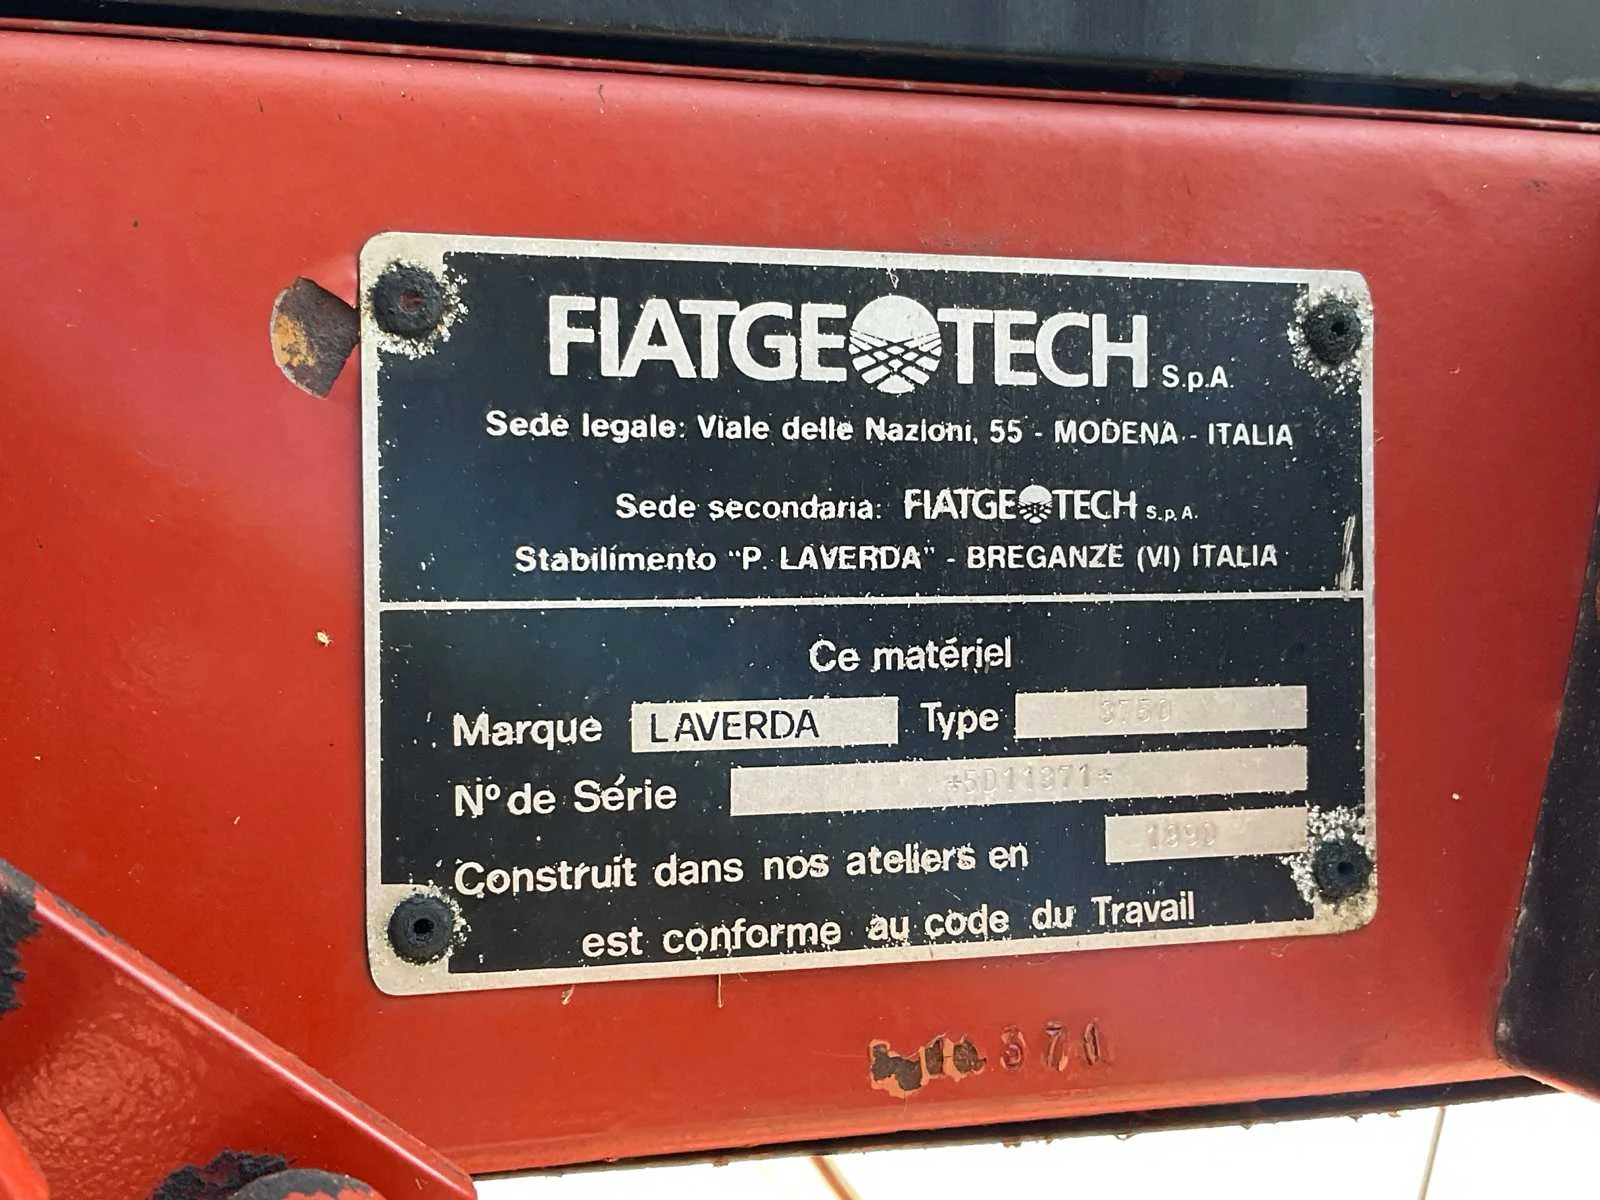 FIATGEOTECH S.p.A.
Sede legale: Viale delle Nazioni, 55 - MODENA - ITALIA
Sede secondaria: FIATGEOTECH S.p.A.
Stabilimento "P. LAVERDA" - BREGANZE (VI) ITALIA
Ce matériel
Marque LAVERDA Type
N° de Série
Construit dans nos ateliers en 1990
est conforme au code du Travail